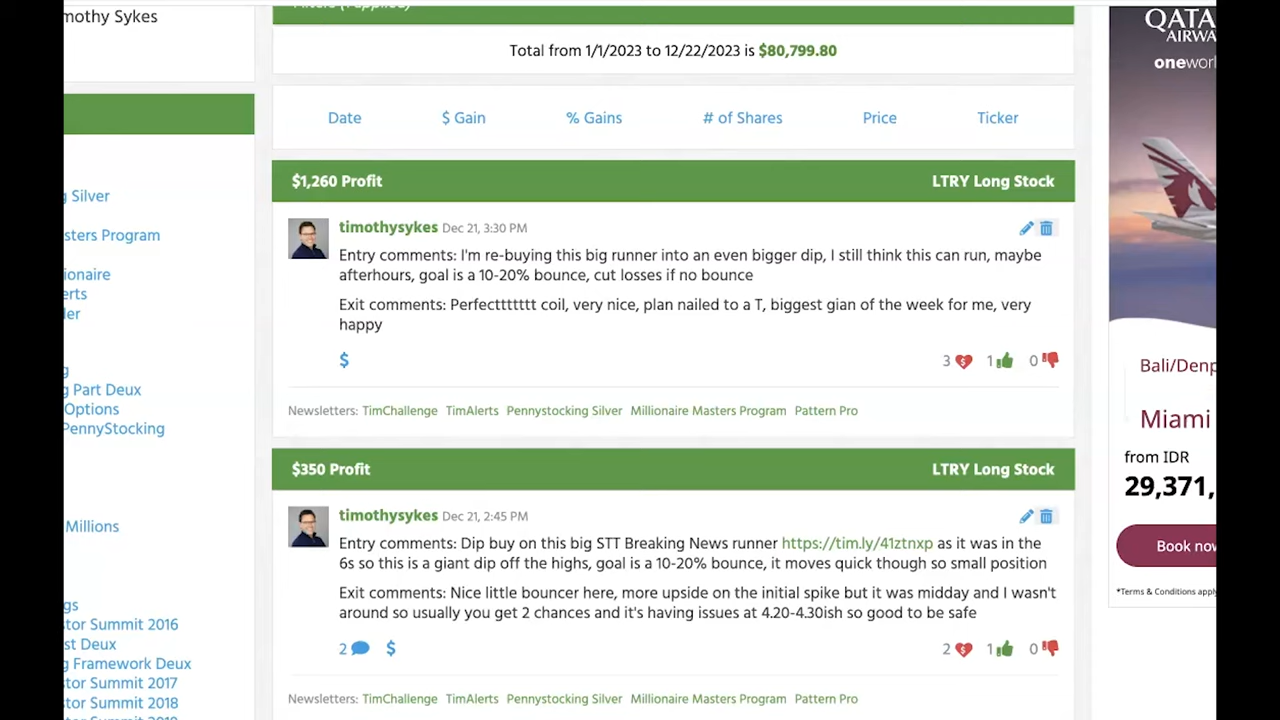 mothy Sykes
Total from 1/1/2023 to 12/22/2023 is $80,799.80
Date $ Gain % Gains # of Shares Price Ticker
$1,260 Profit LTRY Long Stock
timothysykes Dec 21, 3:30 PM
Entry comments: I'm re-buying this big runner into an even bigger dip, I still think this can run, maybe
afterhours, goal is a 10-20% bounce, cut losses if no bounce
Exit comments: Perfecttttttt coil, very nice, plan nailed to a T, biggest gian of the week for me, very
happy
$
3 1 0
Newsletters: TimChallenge TimAlerts Pennystocking Silver Millionaire Masters Program Pattern Pro
$350 Profit LTRY Long Stock
timothysykes Dec 21, 2:45 PM
Entry comments: Dip buy on this big STT Breaking News runner https://tim.ly/41ztnxp as it was in the
6s so this is a giant dip off the highs, goal is a 10-20% bounce, it moves quick though so small position
Exit comments: Nice little bouncer here, more upside on the initial spike but it was midday and I wasn't
around so usually you get 2 chances and it's having issues at 4.20-4.30ish so good to be safe
2 $
2 1 0
Newsletters: TimChallenge TimAlerts Pennystocking Silver Millionaire Masters Program Pattern Pro
g Silver
sters Program
ionaire
erts
ler
g
g Part Deux
Options
PennyStocking
Millions
gs
stor Summit 2016
st Deux
g Framework Deux
stor Summit 2017
stor Summit 2018
QATA
AIRWA
onewor
Bali/Denp
Miami
from IDR
29,371,
Book now
*Terms & Conditions apply